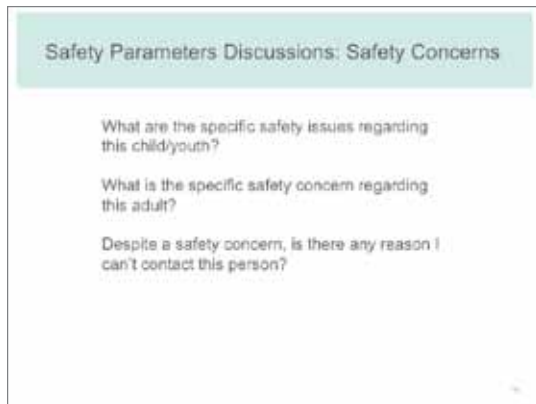 Safety Parameters Discussions: Safety Concerns
What are the specific safety issues regarding
this child/youth?
What is the specific safety concern regarding
this adult?
Despite a safety concern, is there any reason I
can't contact this person?